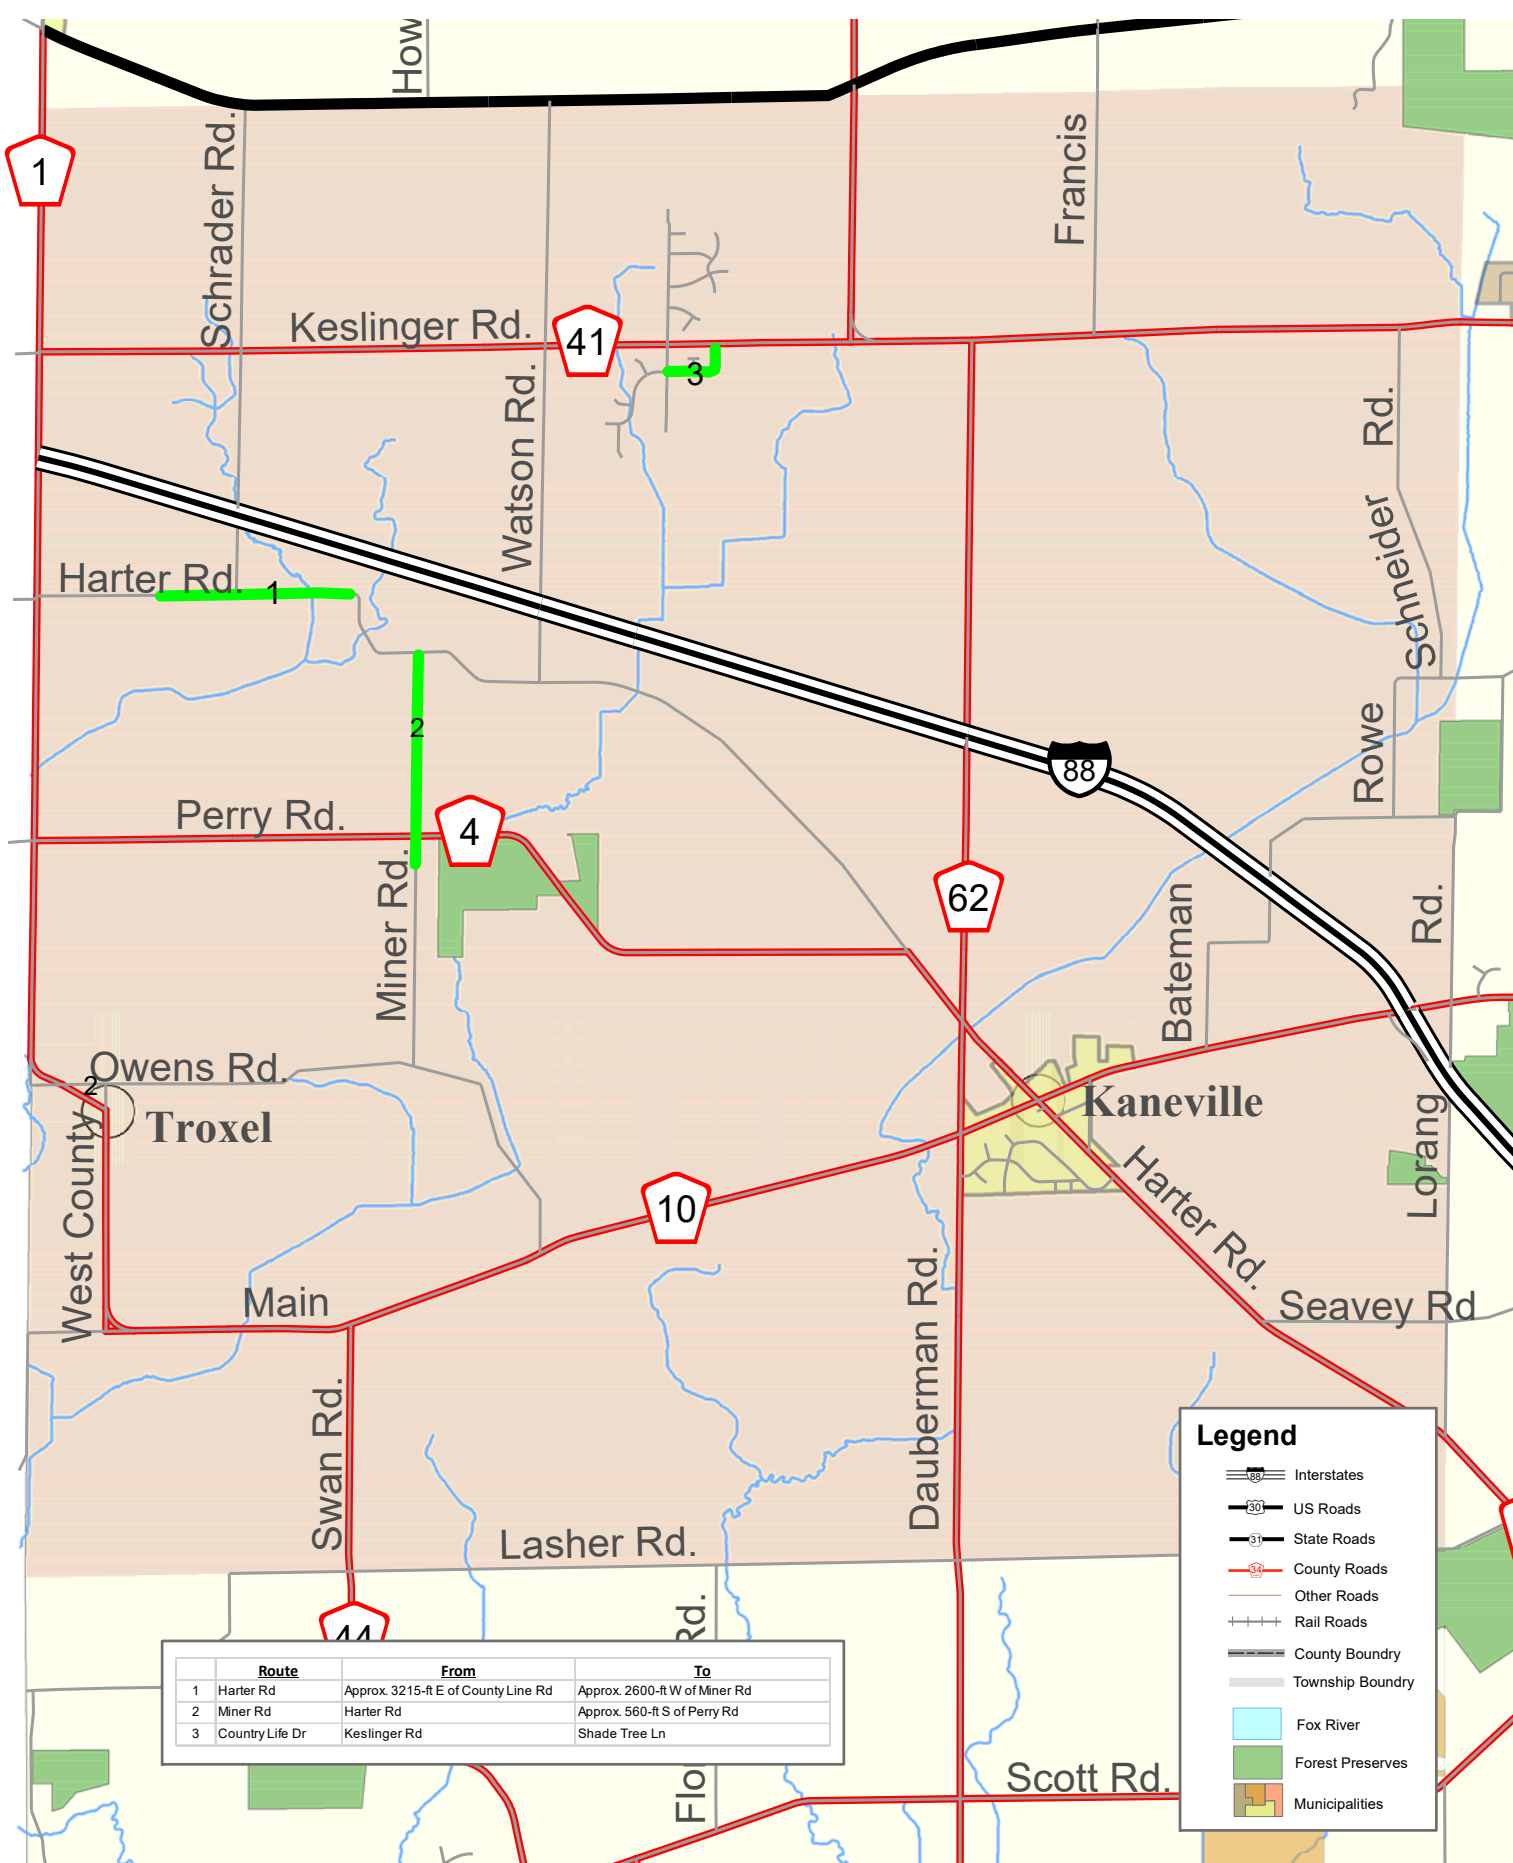 How
1
Schrader Rd.
Francis
Keslinger Rd.
41
3
Watson Rd.
Rd.
Schneider
Harter Rd.
1
2
Rowe
88
Perry Rd.
4
Miner Rd.
62
Bateman
Rd.
Owens Rd.
2
Troxel
West County
Kaneville
Lorang
Harter Rd.
10
Main
Seavey Rd
Dauberman Rd.
Swan Rd.
Lasher Rd.
44
Rd.
Flo
Scott Rd.
Route From To
1 Harter Rd Approx. 3215-ft E of County Line Rd Approx. 2600-ft W of Miner Rd
2 Miner Rd Harter Rd Approx. 560-ft S of Perry Rd
3 Country Life Dr Keslinger Rd Shade Tree Ln
Legend
88 Interstates
30 US Roads
31 State Roads
34 County Roads
Other Roads
Rail Roads
County Boundry
Township Boundry
Fox River
Forest Preserves
Municipalities